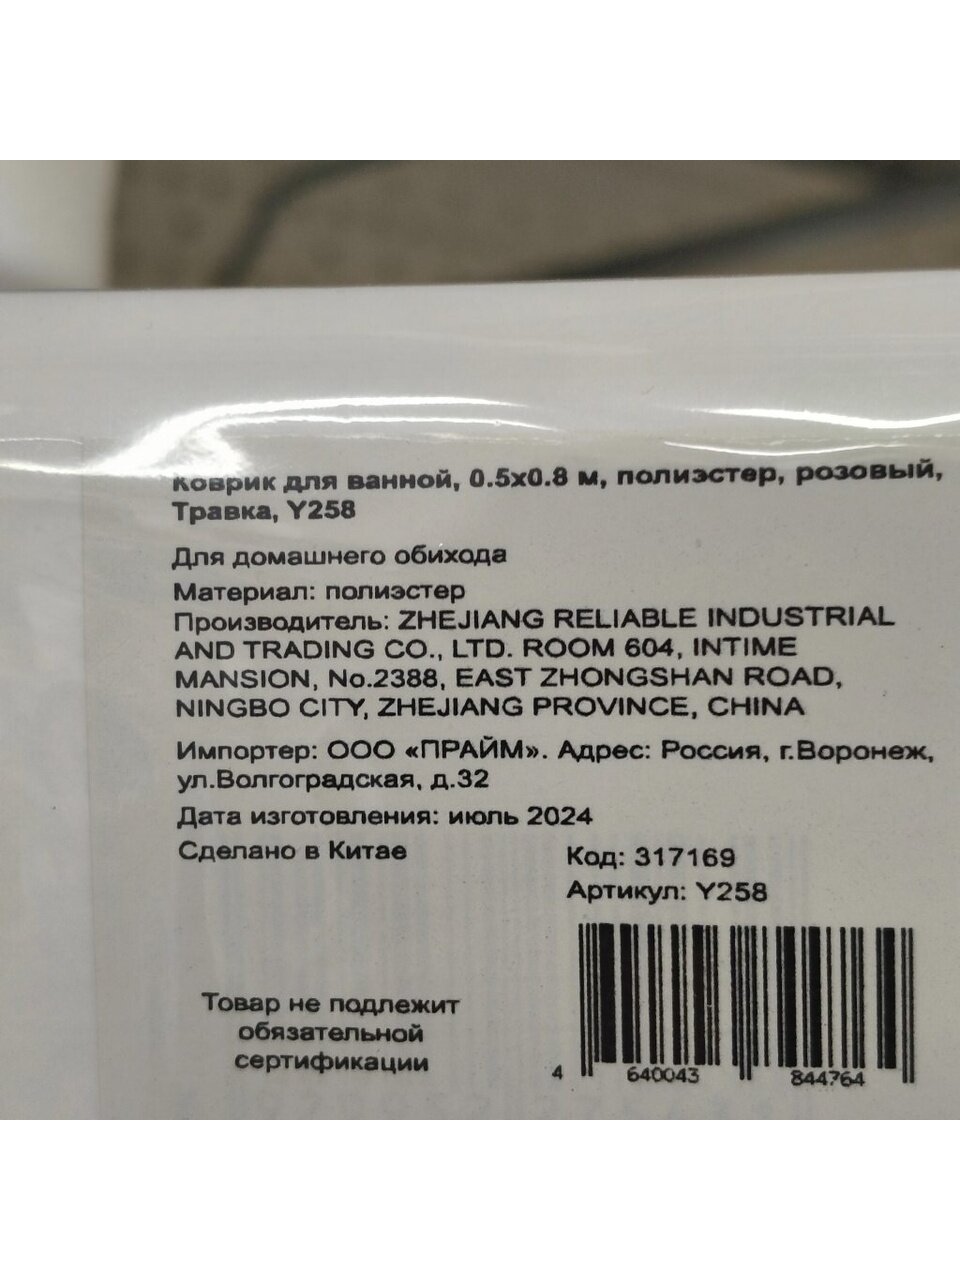 Коврик для ванной, 0.5х0.8 м, полиэстер, розовый,
Травка, Y258
Для домашнего обихода
Материал: полиэстер
Производитель: ZHEJIANG RELIABLE INDUSTRIAL
AND TRADING CO., LTD. ROOM 604, INTIME
MANSION, No.2388, EAST ZHONGSHAN ROAD,
NINGBO CITY, ZHEJIANG PROVINCE, CHINA
Импортер: ООО «ПРАЙМ». Адрес: Россия, г.Воронеж,
ул.Волгоградская, д.32
Дата изготовления: июль 2024
Сделано в Китае
Код: 317169
Артикул: Y258
Товар не подлежит
обязательной
сертификации
4 640043 844764